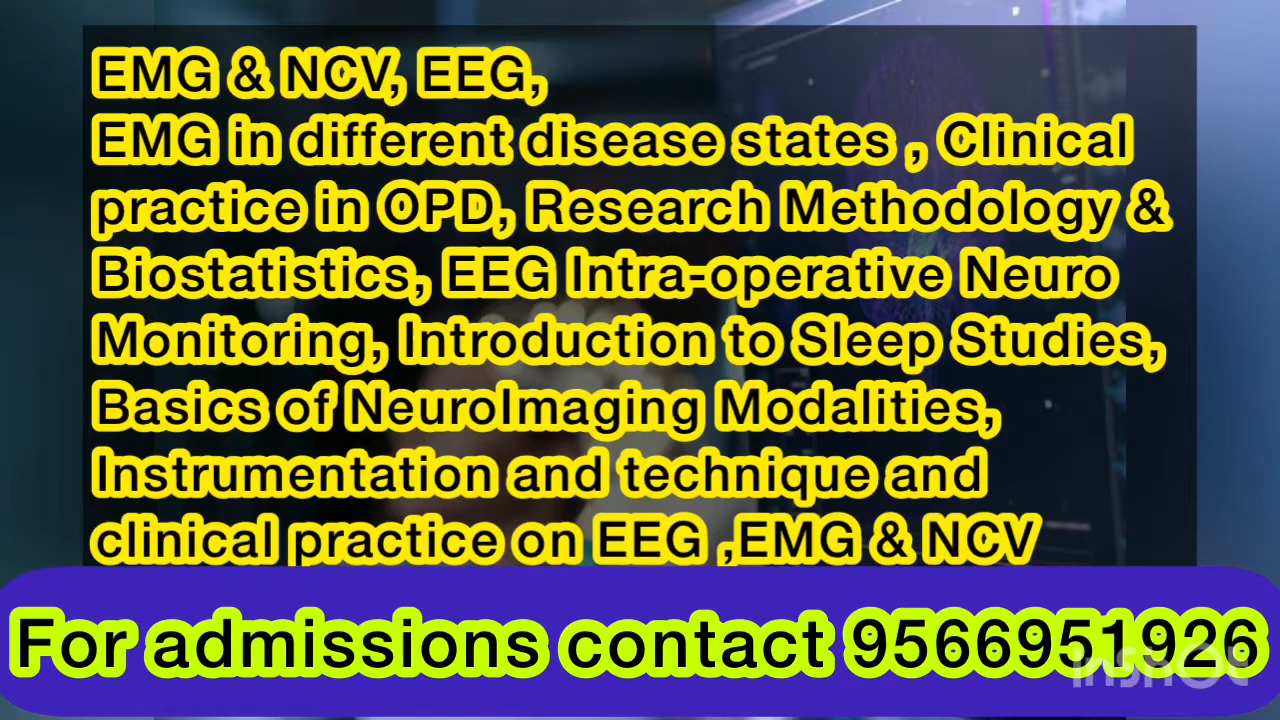 EMG & NCV, EEG,
EMG in different disease states , Clinical
practice in OPD, Research Methodology &
Biostatistics, EEG Intra-operative Neuro
Monitoring, Introduction to Sleep Studies,
Basics of NeuroImaging Modalities,
Instrumentation and technique and
clinical practice on EEG ,EMG & NCV
For admissions contact 9566951926
InShOt